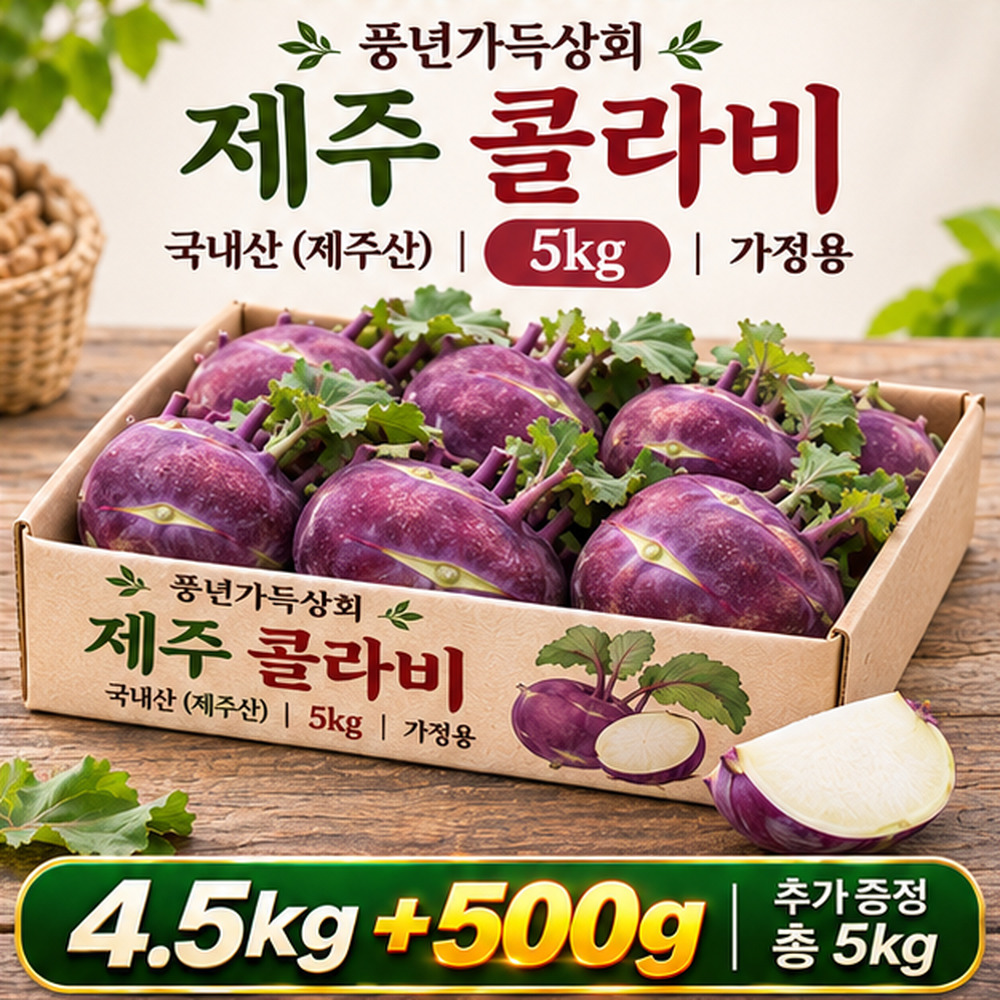 풍년가득상회
제주 콜라비
국내산 (제주산) | 5kg | 가정용
풍년가득상회
제주 콜라비
국내산 (제주산) | 5kg | 가정용
4.5kg +500g | 추가 증정
총 5kg